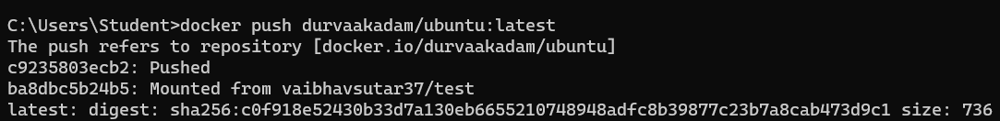 C:\Users\Student>docker push durvaakadam/ubuntu:latest
The push refers to repository [docker.io/durvaakadam/ubuntu]
c9235803ecb2: Pushed
ba8dbc5b24b5: Mounted from vaibhavsutar37/test
latest: digest: sha256:c0f918e52430b33d7a130eb6655210748948adfc8b39877c23b7a8cab473d9c1 size: 736